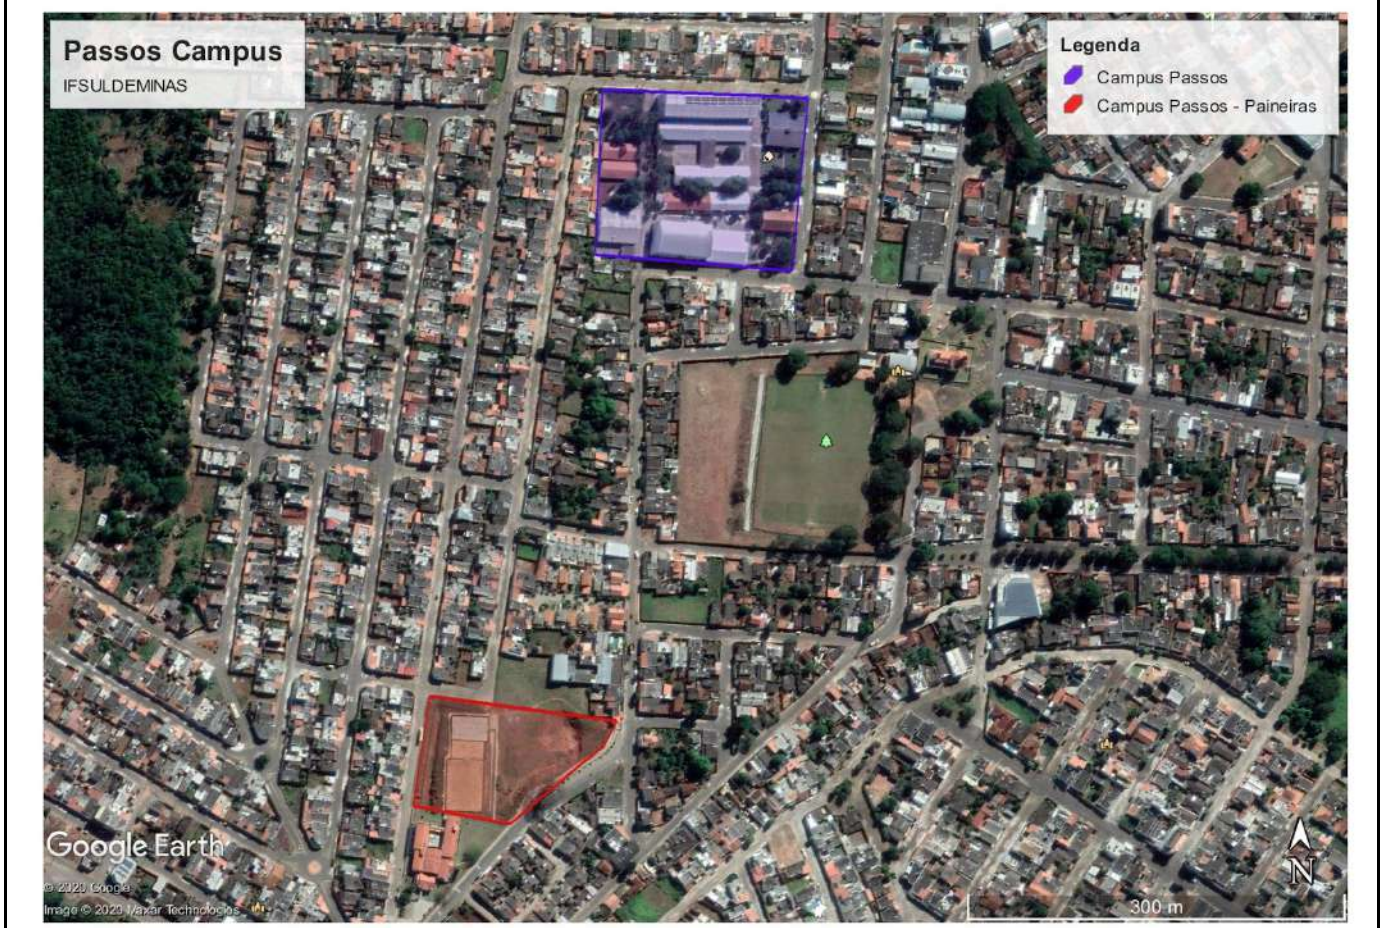 Passos Campus
IFSULDEMINAS
Legenda
Campus Passos
Campus Passos - Paineiras
Google Earth
© 2020 Google
Image © 2020 Maxar Technologies
N
300 m